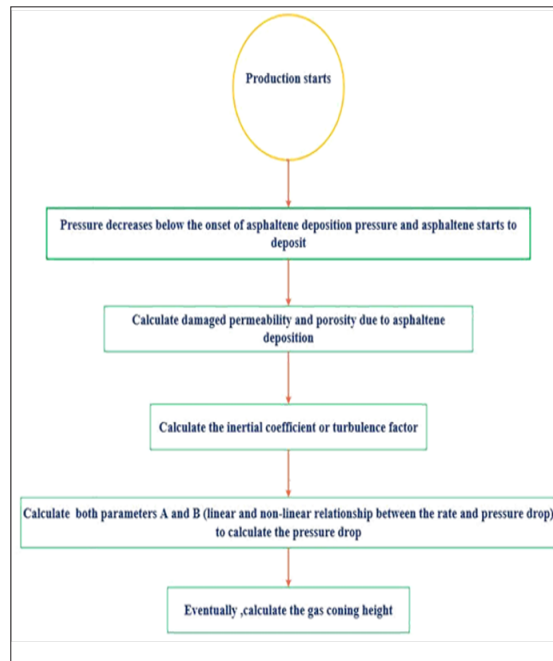 Production starts
Pressure decreases below the onset of asphaltene deposition pressure and asphaltene starts to
deposit
Calculate damaged permeability and porosity due to asphaltene
deposition
Calculate the inertial coefficient or turbulence factor
Calculate both parameters A and B (linear and non-linear relationship between the rate and pressure drop)
to calculate the pressure drop
Eventually ,calculate the gas coning height